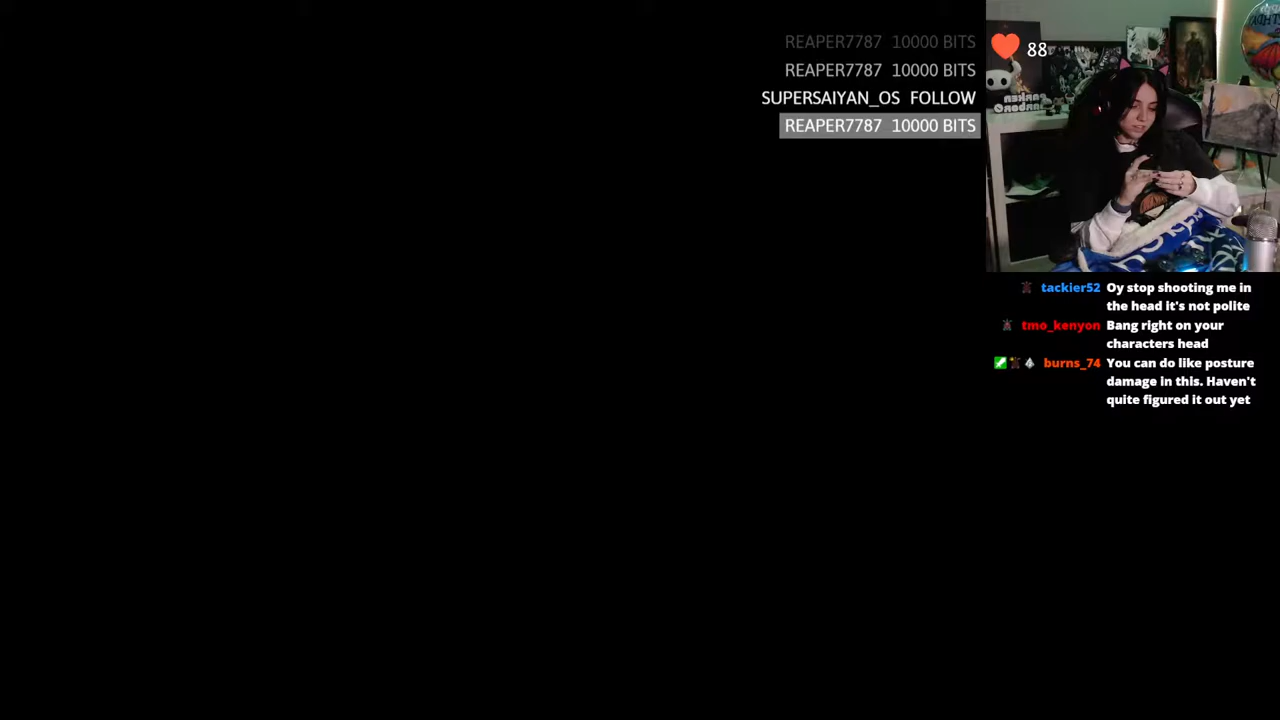 REAPER7787 10000 BITS
REAPER7787 10000 BITS
SUPERSAIYAN_OS FOLLOW
REAPER7787 10000 BITS
88
tackier52 Oy stop shooting me in
the head it's not polite
tmo_kenyon Bang right on your
characters head
burns_74 You can do like posture
damage in this. Haven't
quite figured it out yet